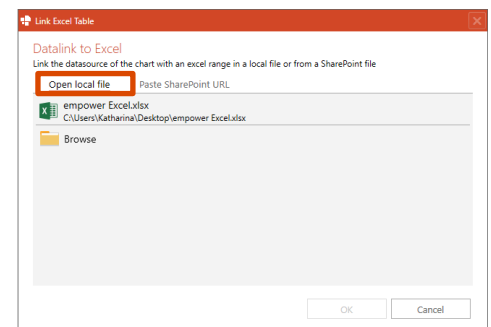 Link Excel Table
Datalink to Excel
Link the datasource of the chart with an excel range in a local file or from a SharePoint file
Open local file Paste SharePoint URL
empower Excel.xlsx
C:\Users\Katharina\Desktop\empower Excel.xlsx
Browse
OK Cancel